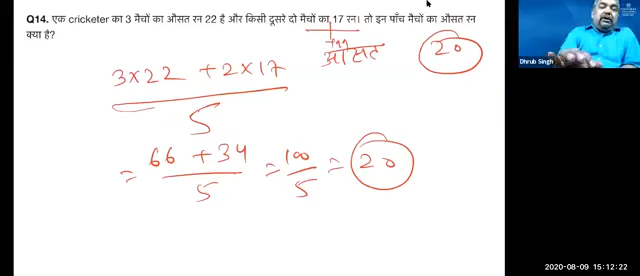 Q14. एक cricketer का 3 मैचों का औसत रन 22 है और किसी दूसरे दो मैचों का 17 रन। तो इन पाँच मैचों का औसत रन
क्या है?
औसत
20
3×22 + 2×17
5
= 66 + 34 = 100 = 20
5 5
Dhrub Singh
2020-08-09 15:12:22